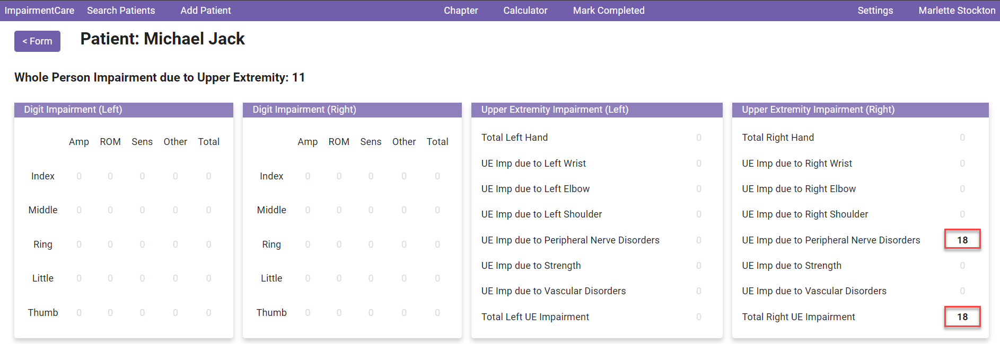 ImpairmentCare Search Patients Add Patient Chapter Calculator Mark Completed Settings Marlette Stockton
< Form Patient: Michael Jack
Whole Person Impairment due to Upper Extremity: 11
Digit Impairment (Left)
Amp ROM Sens Other Total
Index 0 0 0 0 0
Middle 0 0 0 0 0
Ring 0 0 0 0 0
Little 0 0 0 0 0
Thumb 0 0 0 0 0
Digit Impairment (Right)
Amp ROM Sens Other Total
Index 0 0 0 0 0
Middle 0 0 0 0 0
Ring 0 0 0 0 0
Little 0 0 0 0 0
Thumb 0 0 0 0 0
Upper Extremity Impairment (Left)
Total Left Hand 0
UE Imp due to Left Wrist 0
UE Imp due to Left Elbow 0
UE Imp due to Left Shoulder 0
UE Imp due to Peripheral Nerve Disorders 0
UE Imp due to Strength 0
UE Imp due to Vascular Disorders 0
Total Left UE Impairment 0
Upper Extremity Impairment (Right)
Total Right Hand 0
UE Imp due to Right Wrist 0
UE Imp due to Right Elbow 0
UE Imp due to Right Shoulder 0
UE Imp due to Peripheral Nerve Disorders 18
UE Imp due to Strength 0
UE Imp due to Vascular Disorders 0
Total Right UE Impairment 18